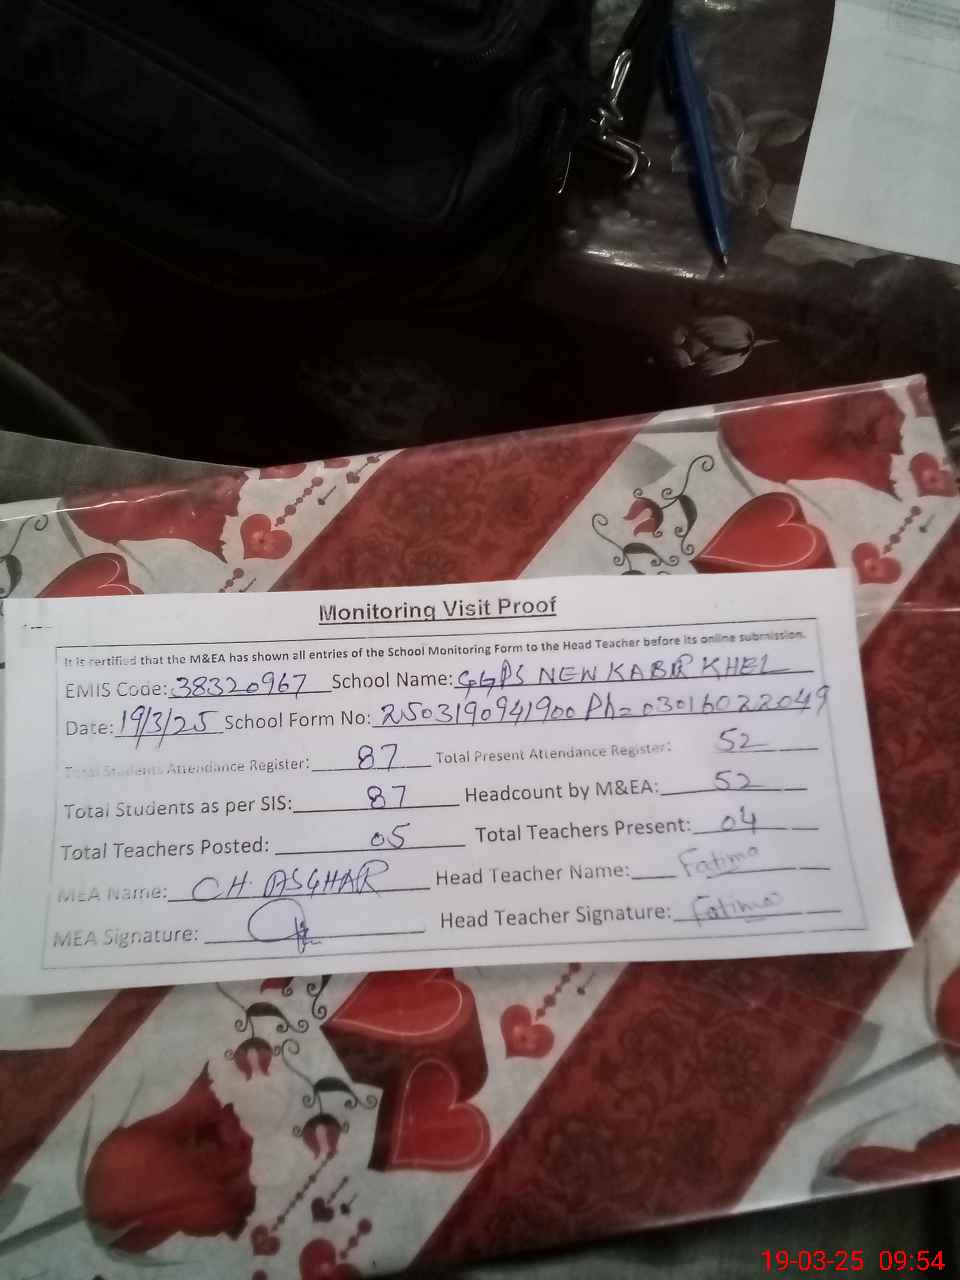 Monitoring Visit Proof
It is certified that the M&EA has shown all entries of the School Monitoring Form to the Head Teacher before its online submission.
EMIS Code: 38320967 School Name: GGPS NEW KABIR KHEL
Date: 19/3/25 School Form No: 2503190941900 Ph= 03016022049
Total Students Attendance Register: 87 Total Present Attendance Register: 52
Total Students as per SIS: 87 Headcount by M&EA: 52
Total Teachers Posted: 05 Total Teachers Present: 04
MEA Name: CH. ASGHAR Head Teacher Name: Fatima
MEA Signature: Head Teacher Signature: Fatima
19-03-25 09:54